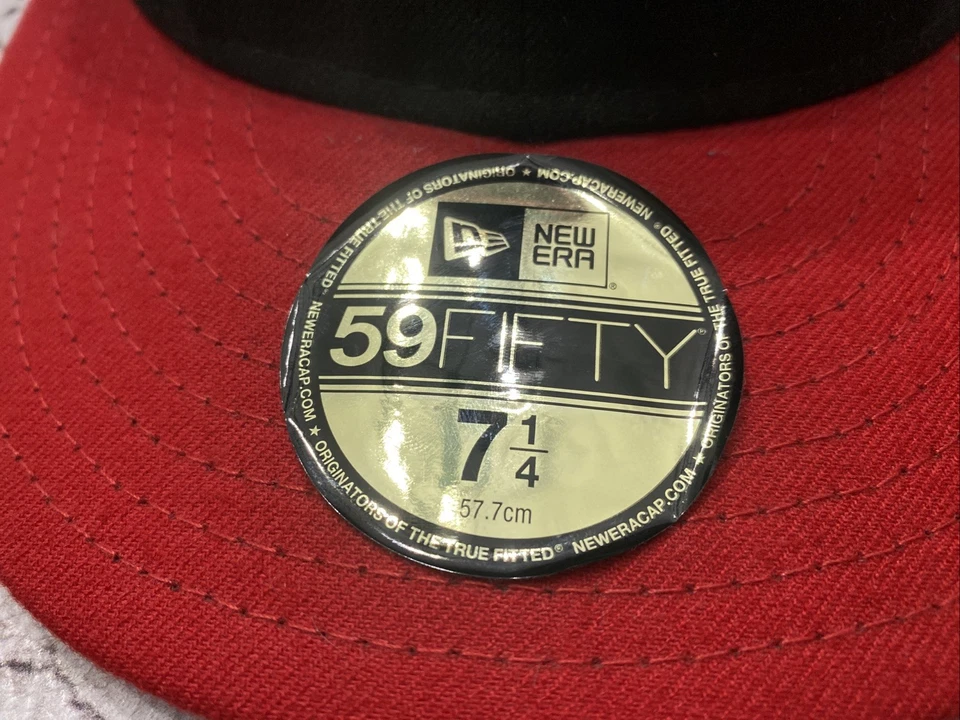 NEW
ERA®
59FIFTY®
7 1/4
57.7cm
ORIGINATORS OF THE TRUE FITTED® NEWERACAP.COM ★ ORIGINATORS OF THE TRUE FITTED® NEWERACAP.COM ★ ORIGINATORS OF THE TRUE FITTED® NEWERACAP.COM ★